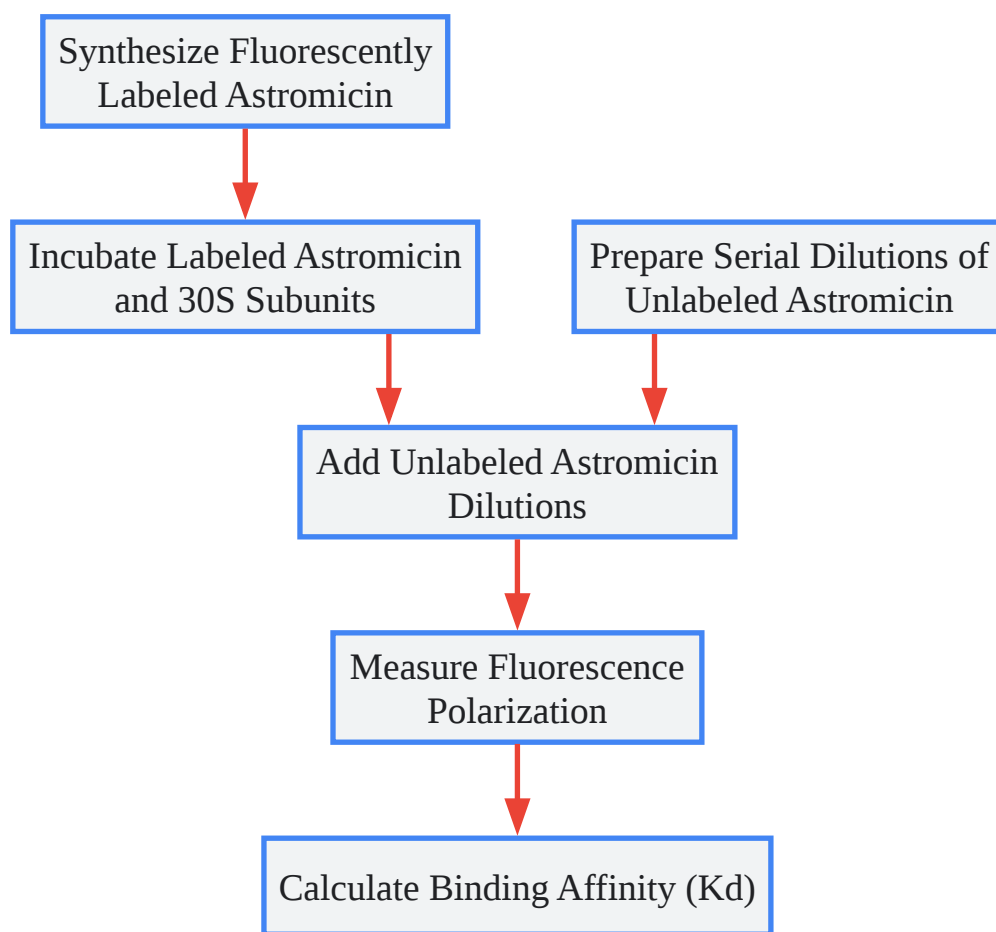 Synthesize Fluorescently
Labeled Astromicin
Incubate Labeled Astromicin
and 30S Subunits
Prepare Serial Dilutions of
Unlabeled Astromicin
Add Unlabeled Astromicin
Dilutions
Measure Fluorescence
Polarization
Calculate Binding Affinity (Kd)